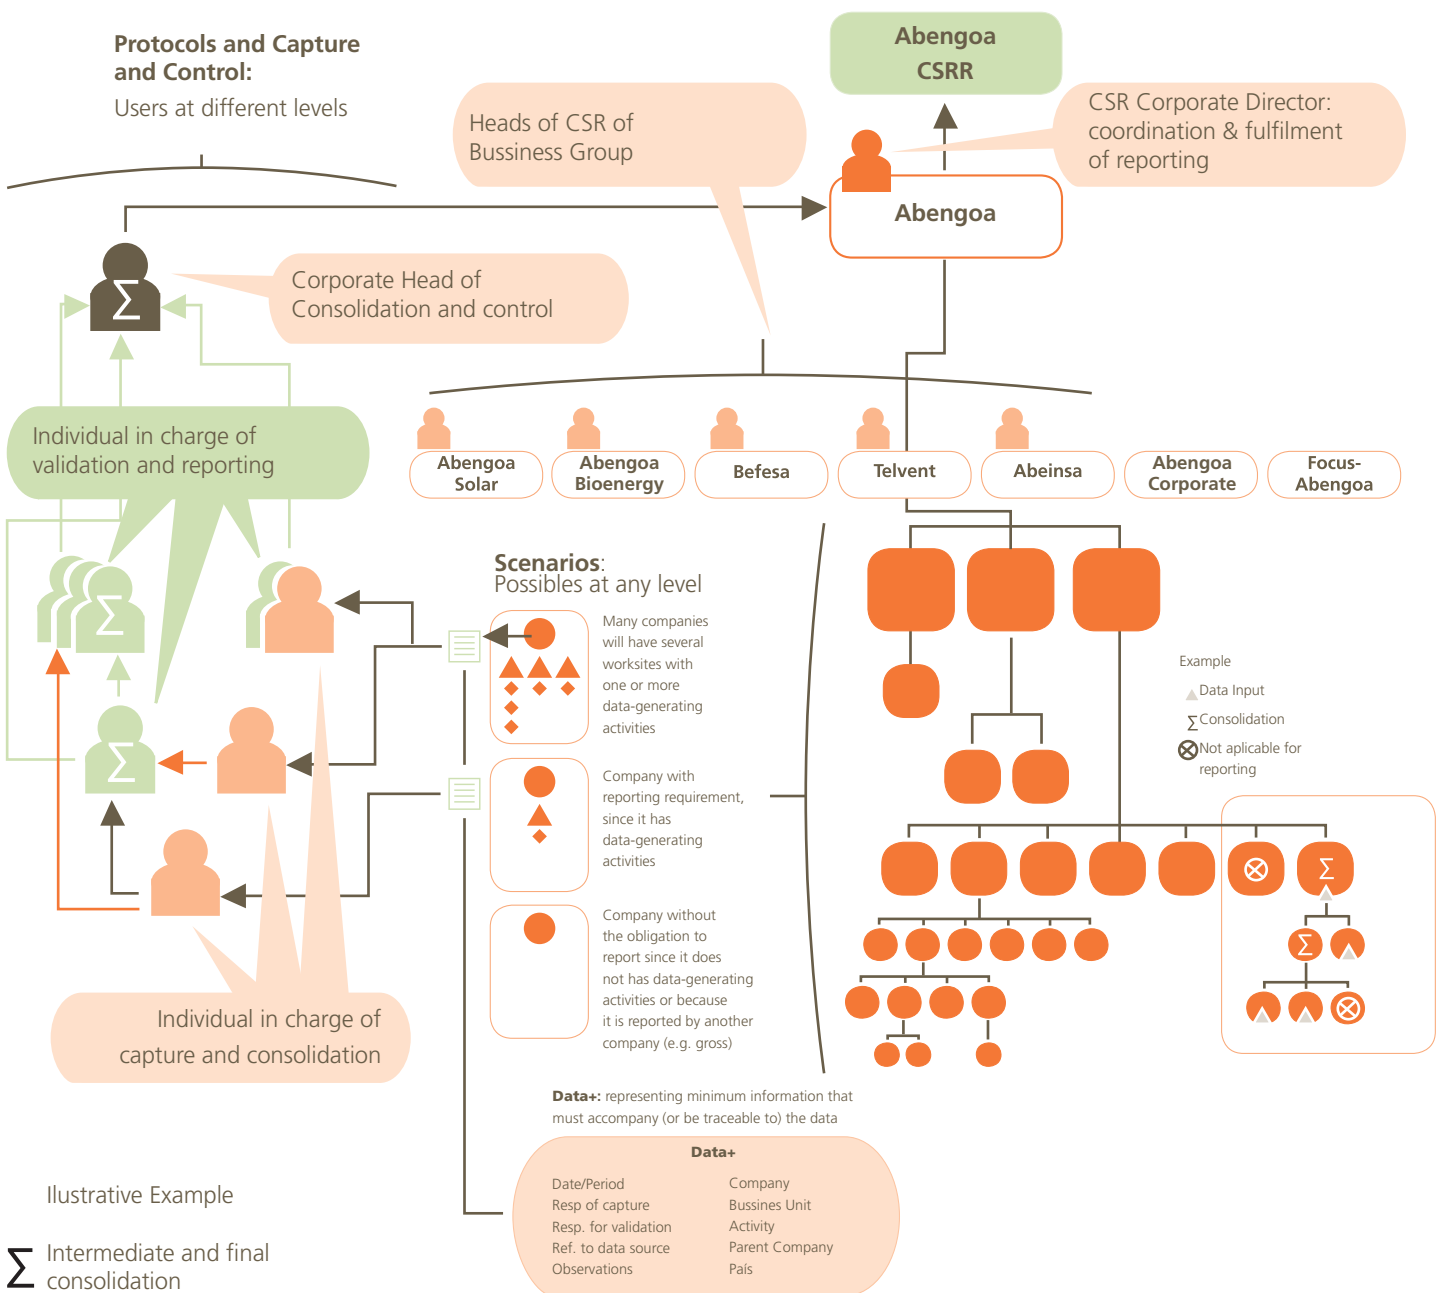 Protocols and Capture
and Control:
Users at different levels
Heads of CSR of
Bussiness Group
Abengoa
CSRR
CSR Corporate Director:
coordination & fulfilment
of reporting
Abengoa
Corporate Head of
Consolidation and control
∑
Individual in charge of
validation and reporting
Abengoa
Solar
Abengoa
Bioenergy
Befesa
Telvent
Abeinsa
Abengoa
Corporate
Focus-
Abengoa
∑
∑
Scenarios:
Possibles at any level
Many companies
will have several
worksites with
one or more
data-generating
activities
Company with
reporting requirement,
since it has
data-generating
activities
Company without
the obligation to
report since it does
not has data-generating
activities or because
it is reported by another
company (e.g. gross)
Example
Data Input
∑ Consolidation
Not aplicable for
reporting
∑
∑
Individual in charge of
capture and consolidation
Data+: representing minimum information that
must accompany (or be traceable to) the data
Data+
Date/Period
Resp of capture
Resp. for validation
Ref. to data source
Observations
Company
Bussines Unit
Activity
Parent Company
País
Ilustrative Example
∑ Intermediate and final
consolidation